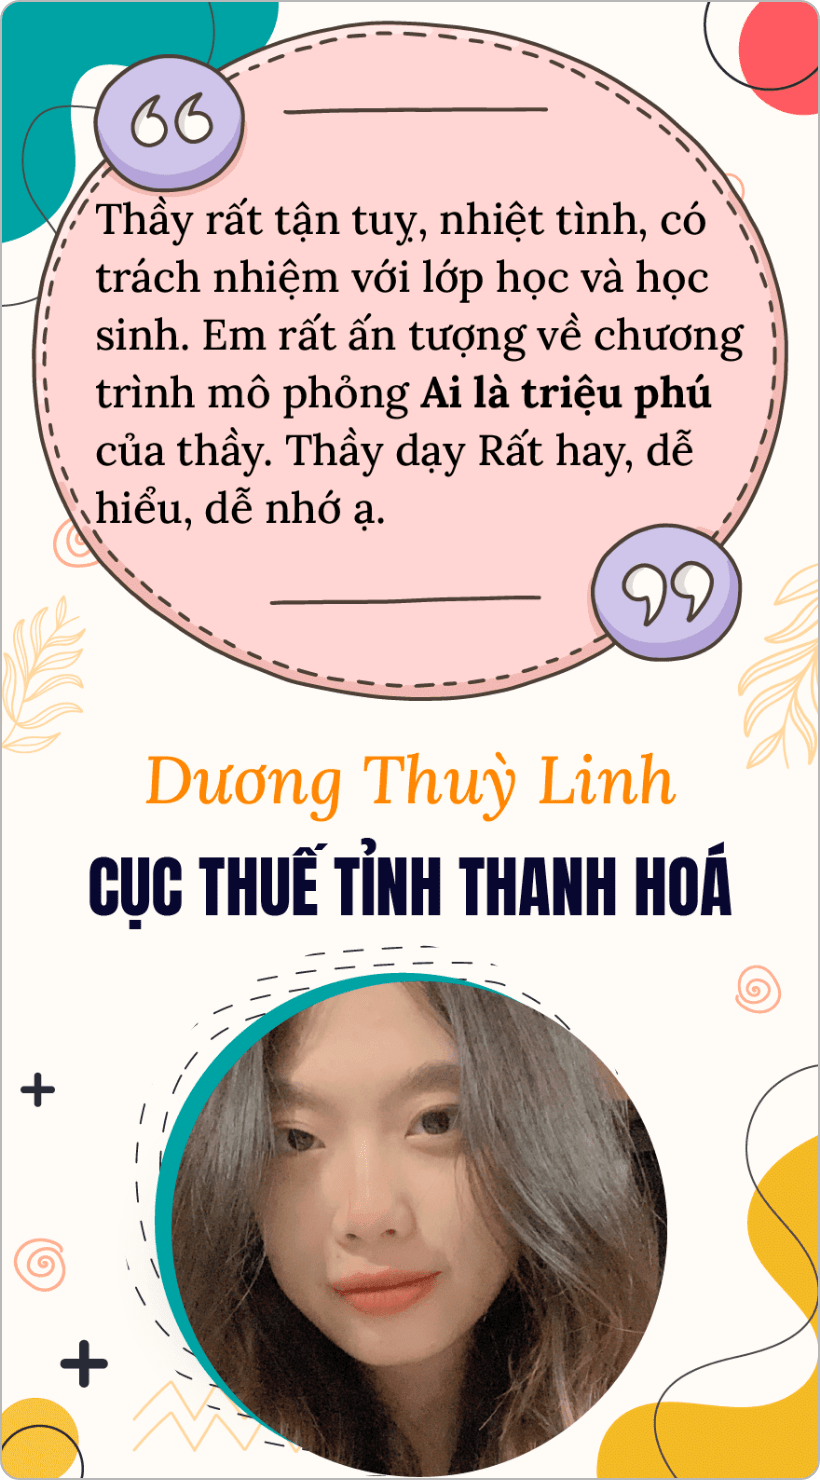 Thầy rất tận tuỵ, nhiệt tình, có
trách nhiệm với lớp học và học
sinh. Em rất ấn tượng về chương
trình mô phỏng Ai là triệu phú
của thầy. Thầy dạy Rất hay, dễ
hiểu, dễ nhớ ạ.
Dương Thuỳ Linh
CỤC THUẾ TỈNH THANH HOÁ